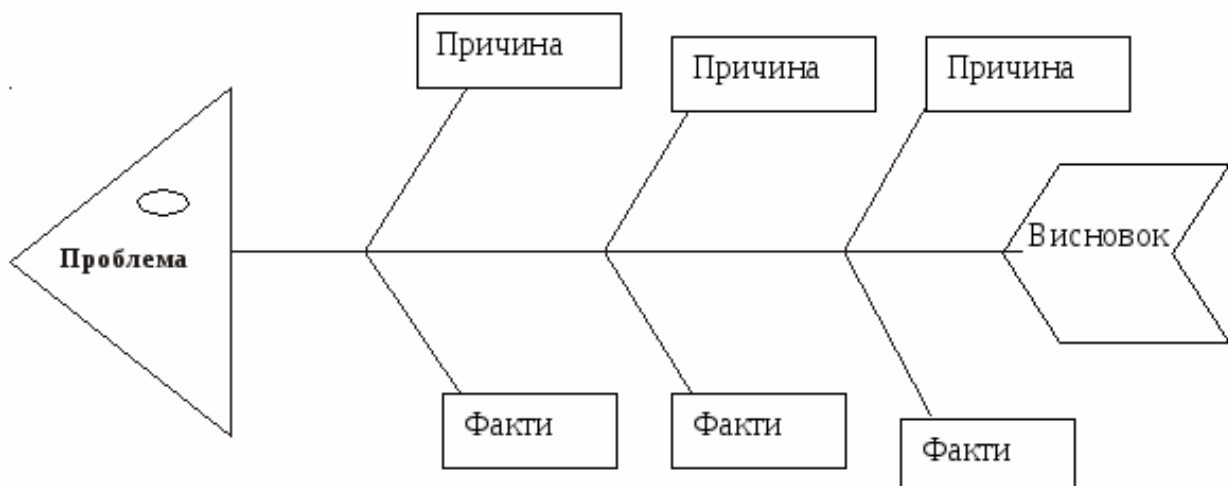 Причина
Причина
Причина
Проблема
Висновок
Факти
Факти
Факти